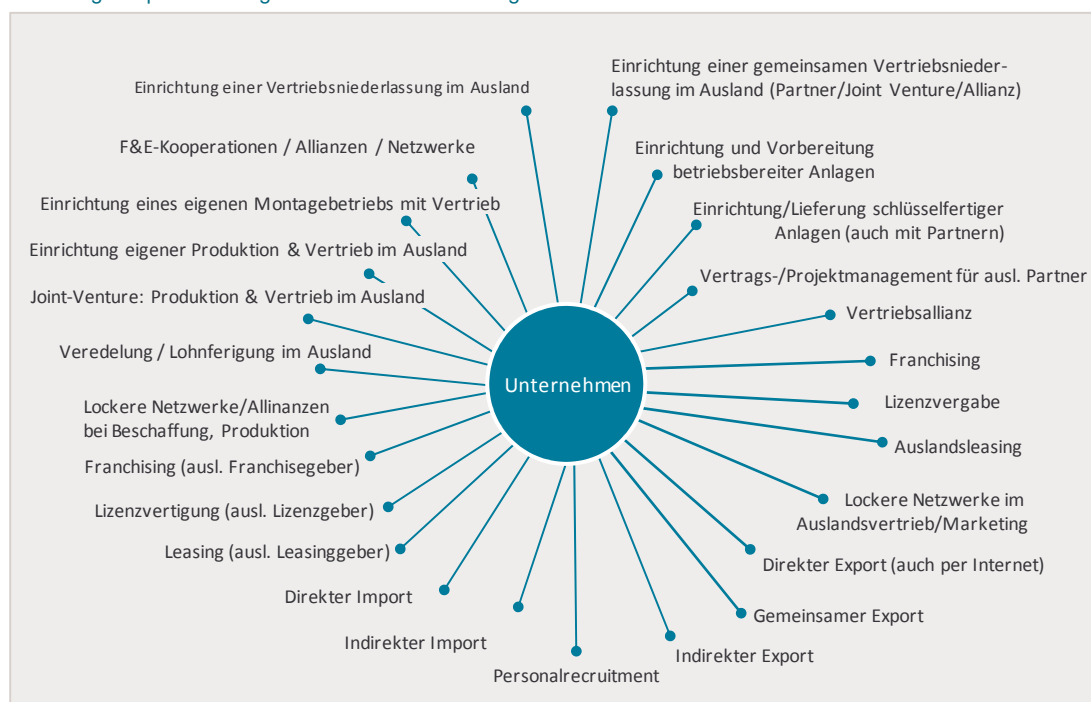 Einrichtung einer gemeinsamen Vertriebsnieder-
lassung im Ausland (Partner/Joint Venture/Allianz)
Einrichtung einer Vertriebsniederlassung im Ausland
F&E-Kooperationen / Allianzen / Netzwerke
Einrichtung und Vorbereitung
betriebsbereiter Anlagen
Einrichtung eines eigenen Montagebetriebs mit Vertrieb
Einrichtung/Lieferung schlüsselfertiger
Anlagen (auch mit Partnern)
Einrichtung eigener Produktion & Vertrieb im Ausland
Vertrags-/Projektmanagement für ausl. Partner
Joint-Venture: Produktion & Vertrieb im Ausland
Vertriebsallianz
Veredelung / Lohnferigung im Ausland
Franchising
Unternehmen
Lizenzvergabe
Lockere Netzwerke/Allinanzen
bei Beschaffung, Produktion
Auslandsleasing
Franchising (ausl. Franchisegeber)
Lockere Netzwerke im
Auslandsvertrieb/Marketing
Lizenzvertigung (ausl. Lizenzgeber)
Leasing (ausl. Leasinggeber)
Direkter Export (auch per Internet)
Direkter Import
Gemeinsamer Export
Indirekter Import
Indirekter Export
Personalrecruitment